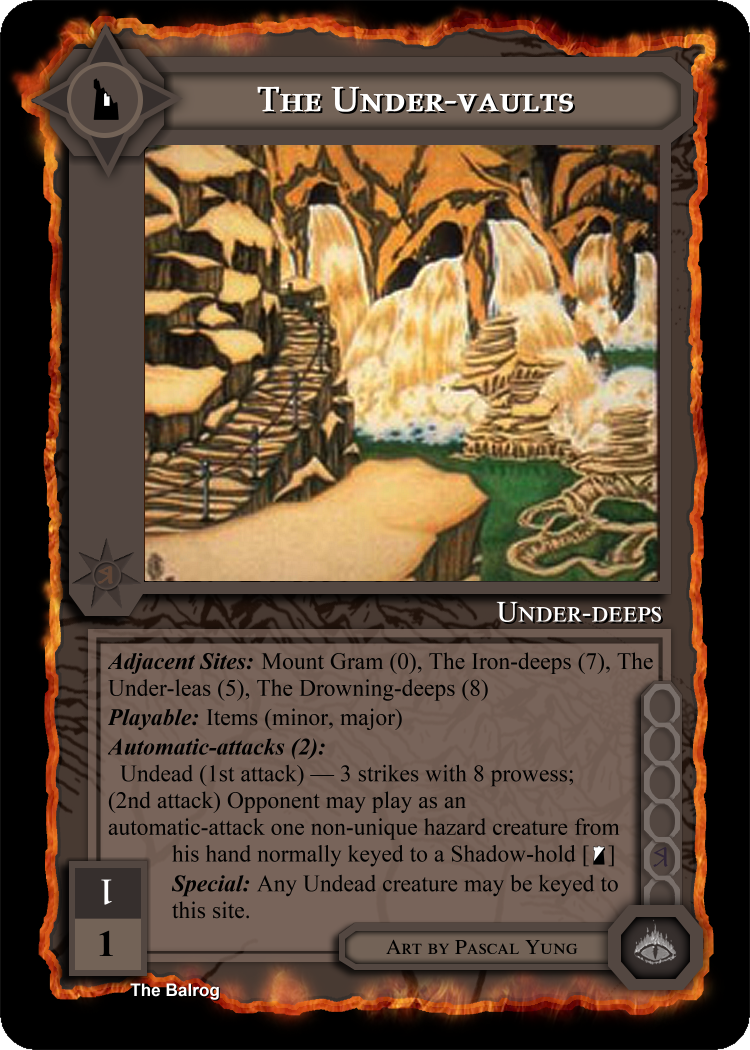 The Under-vaults
Under-deeps
Adjacent Sites: Mount Gram (0), The Iron-deeps (7), The
Under-leas (5), The Drowning-deeps (8)
Playable: Items (minor, major)
Automatic-attacks (2):
Undead (1st attack) — 3 strikes with 8 prowess;
(2nd attack) Opponent may play as an
automatic-attack one non-unique hazard creature from
his hand normally keyed to a Shadow-hold [ ]
Special: Any Undead creature may be keyed to
this site.
1
1
Art by Pascal Yung
The Balrog